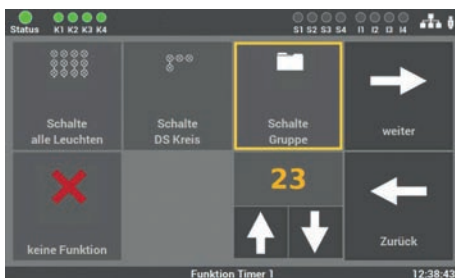 Status K1 K2 K3 K4 S1 S2 S3 S4 I1 I2 I3 I4
Schalte
alle Leuchten
Schalte
DS Kreis
Schalte
Gruppe
weiter
keine Funktion
23
Zurück
Funktion Timer 1 12:38:43